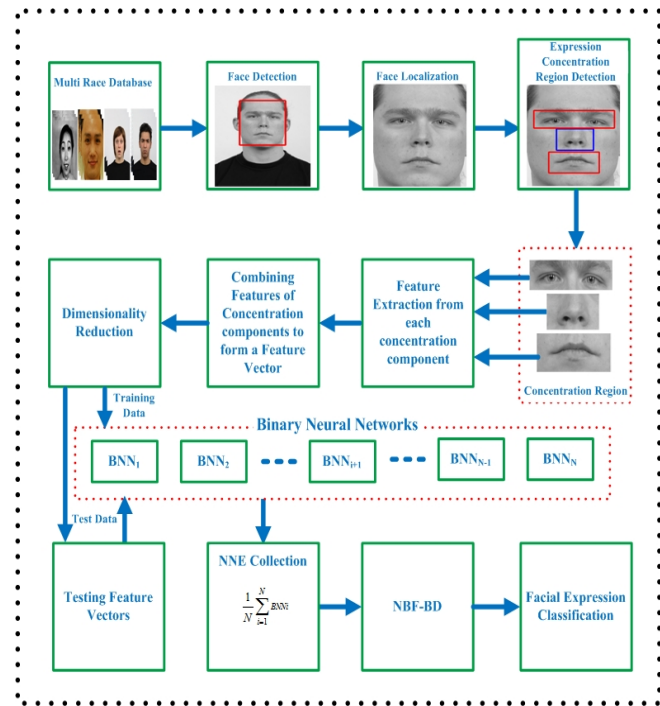 Multi Race Database
Face Detection
Face Localization
Expression
Concentration
Region Detection
Dimensionality
Reduction
Combining
Features of
Concentration
components to
form a Feature
Vector
Feature
Extraction from
each
concentration
component
Concentration Region
Training
Data
Binary Neural Networks
BNN1
BNN2
BNNi+1
BNNN-1
BNNN
Test Data
Testing Feature
Vectors
NNE Collection
1/N ∑ i=1 N BNNi
NBF-BD
Facial Expression
Classification